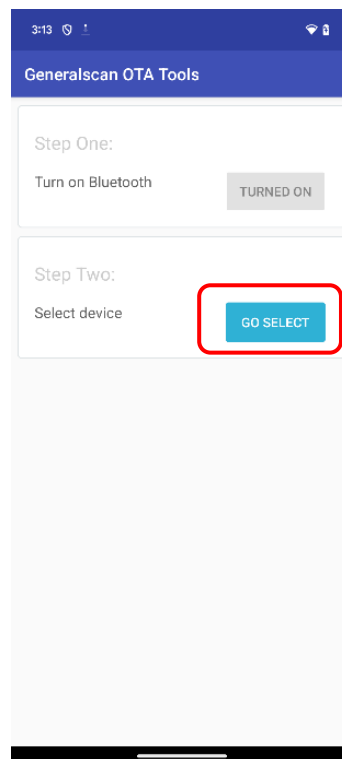 3:13
Generalscan OTA Tools
Step One:
Turn on Bluetooth
TURNED ON
Step Two:
Select device
GO SELECT